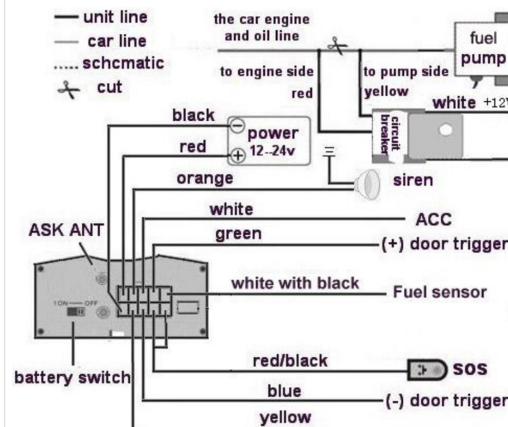 unit line
car line
schcmatic
cut
the car engine
and oil line
to engine side
red
to pump side
yellow
fuel
pump
white +12V
circuit
breaker
black
power
12--24v
red
orange
siren
ASK ANT
white
ACC
green
(+) door trigger
white with black
Fuel sensor
1 ON OFF
battery switch
red/black
SOS
blue
(-) door trigger
yellow